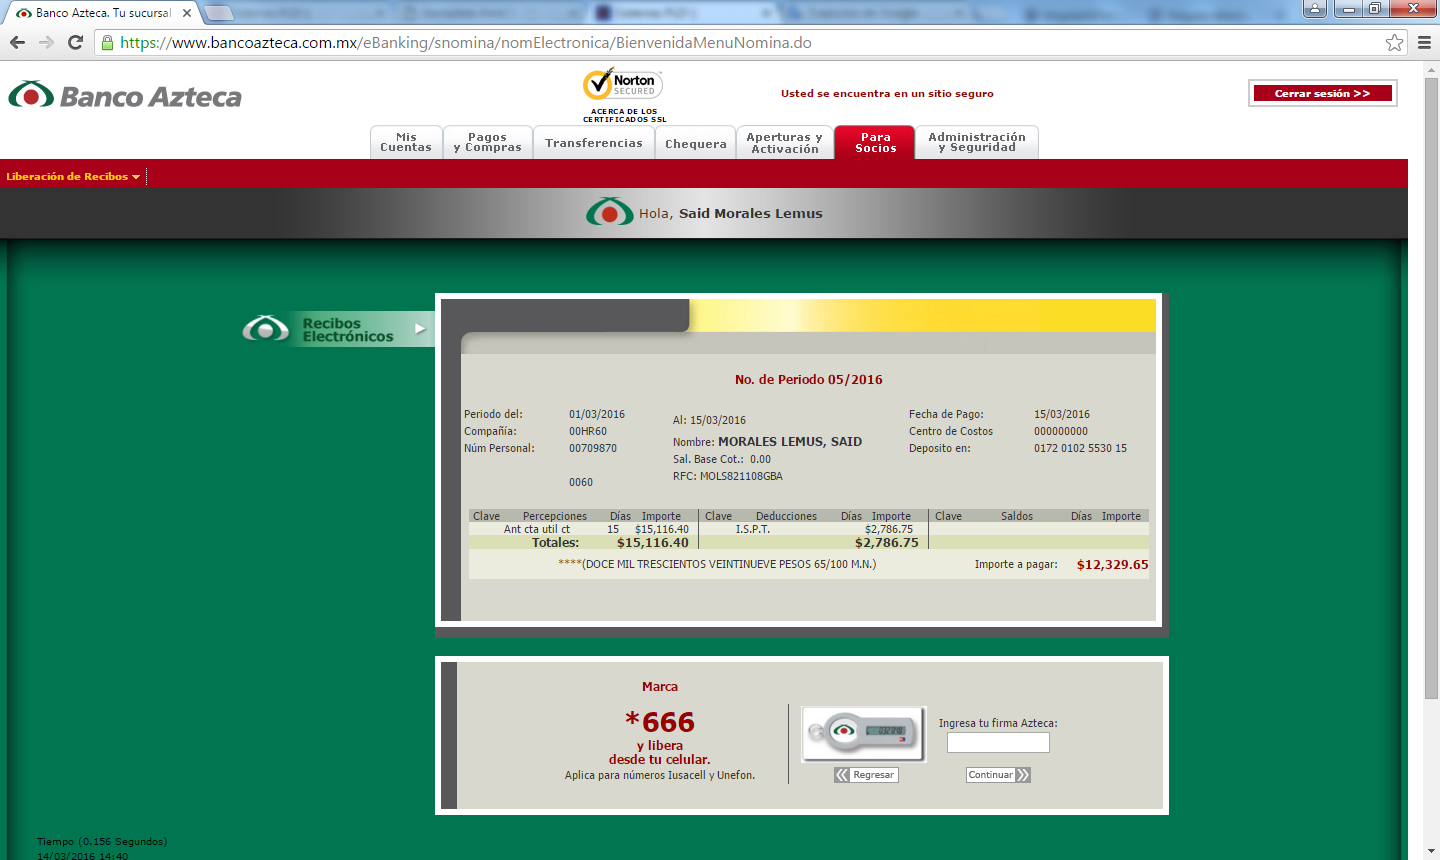 Banco Azteca. Tu sucursal
https://www.bancoazteca.com.mx/eBanking/snomina/nomElectronica/BienvenidaMenuNomina.do
Banco Azteca
Norton
SECURED
ACERCA DE LOS
CERTIFICADOS SSL
Usted se encuentra en un sitio seguro
Cerrar sesión >>
Mis Cuentas
Pagos y Compras
Transferencias
Chequera
Aperturas y Activación
Para Socios
Administración y Seguridad
Liberación de Recibos
Hola, Said Morales Lemus
Recibos
Electrónicos
No. de Periodo 05/2016
Periodo del: 01/03/2016 Al: 15/03/2016 Fecha de Pago: 15/03/2016
Compañía: 00HR60 Nombre: MORALES LEMUS, SAID Centro de Costos 000000000
Núm Personal: 00709870 Sal. Base Cot.: 0.00 Deposito en: 0172 0102 5530 15
0060 RFC: MOLS821108GBA
Clave Percepciones Días Importe Clave Deducciones Días Importe Clave Saldos Días Importe
Ant cta util ct 15 $15,116.40 I.S.P.T. $2,786.75
Totales: $15,116.40 $2,786.75
****(DOCE MIL TRESCIENTOS VEINTINUEVE PESOS 65/100 M.N.) Importe a pagar: $12,329.65
Marca
*666
y libera
desde tu celular.
Aplica para números Iusacell y Unefon.
Ingresa tu firma Azteca:
Regresar
Continuar
Tiempo (0.156 Segundos)
14/03/2016 14:40